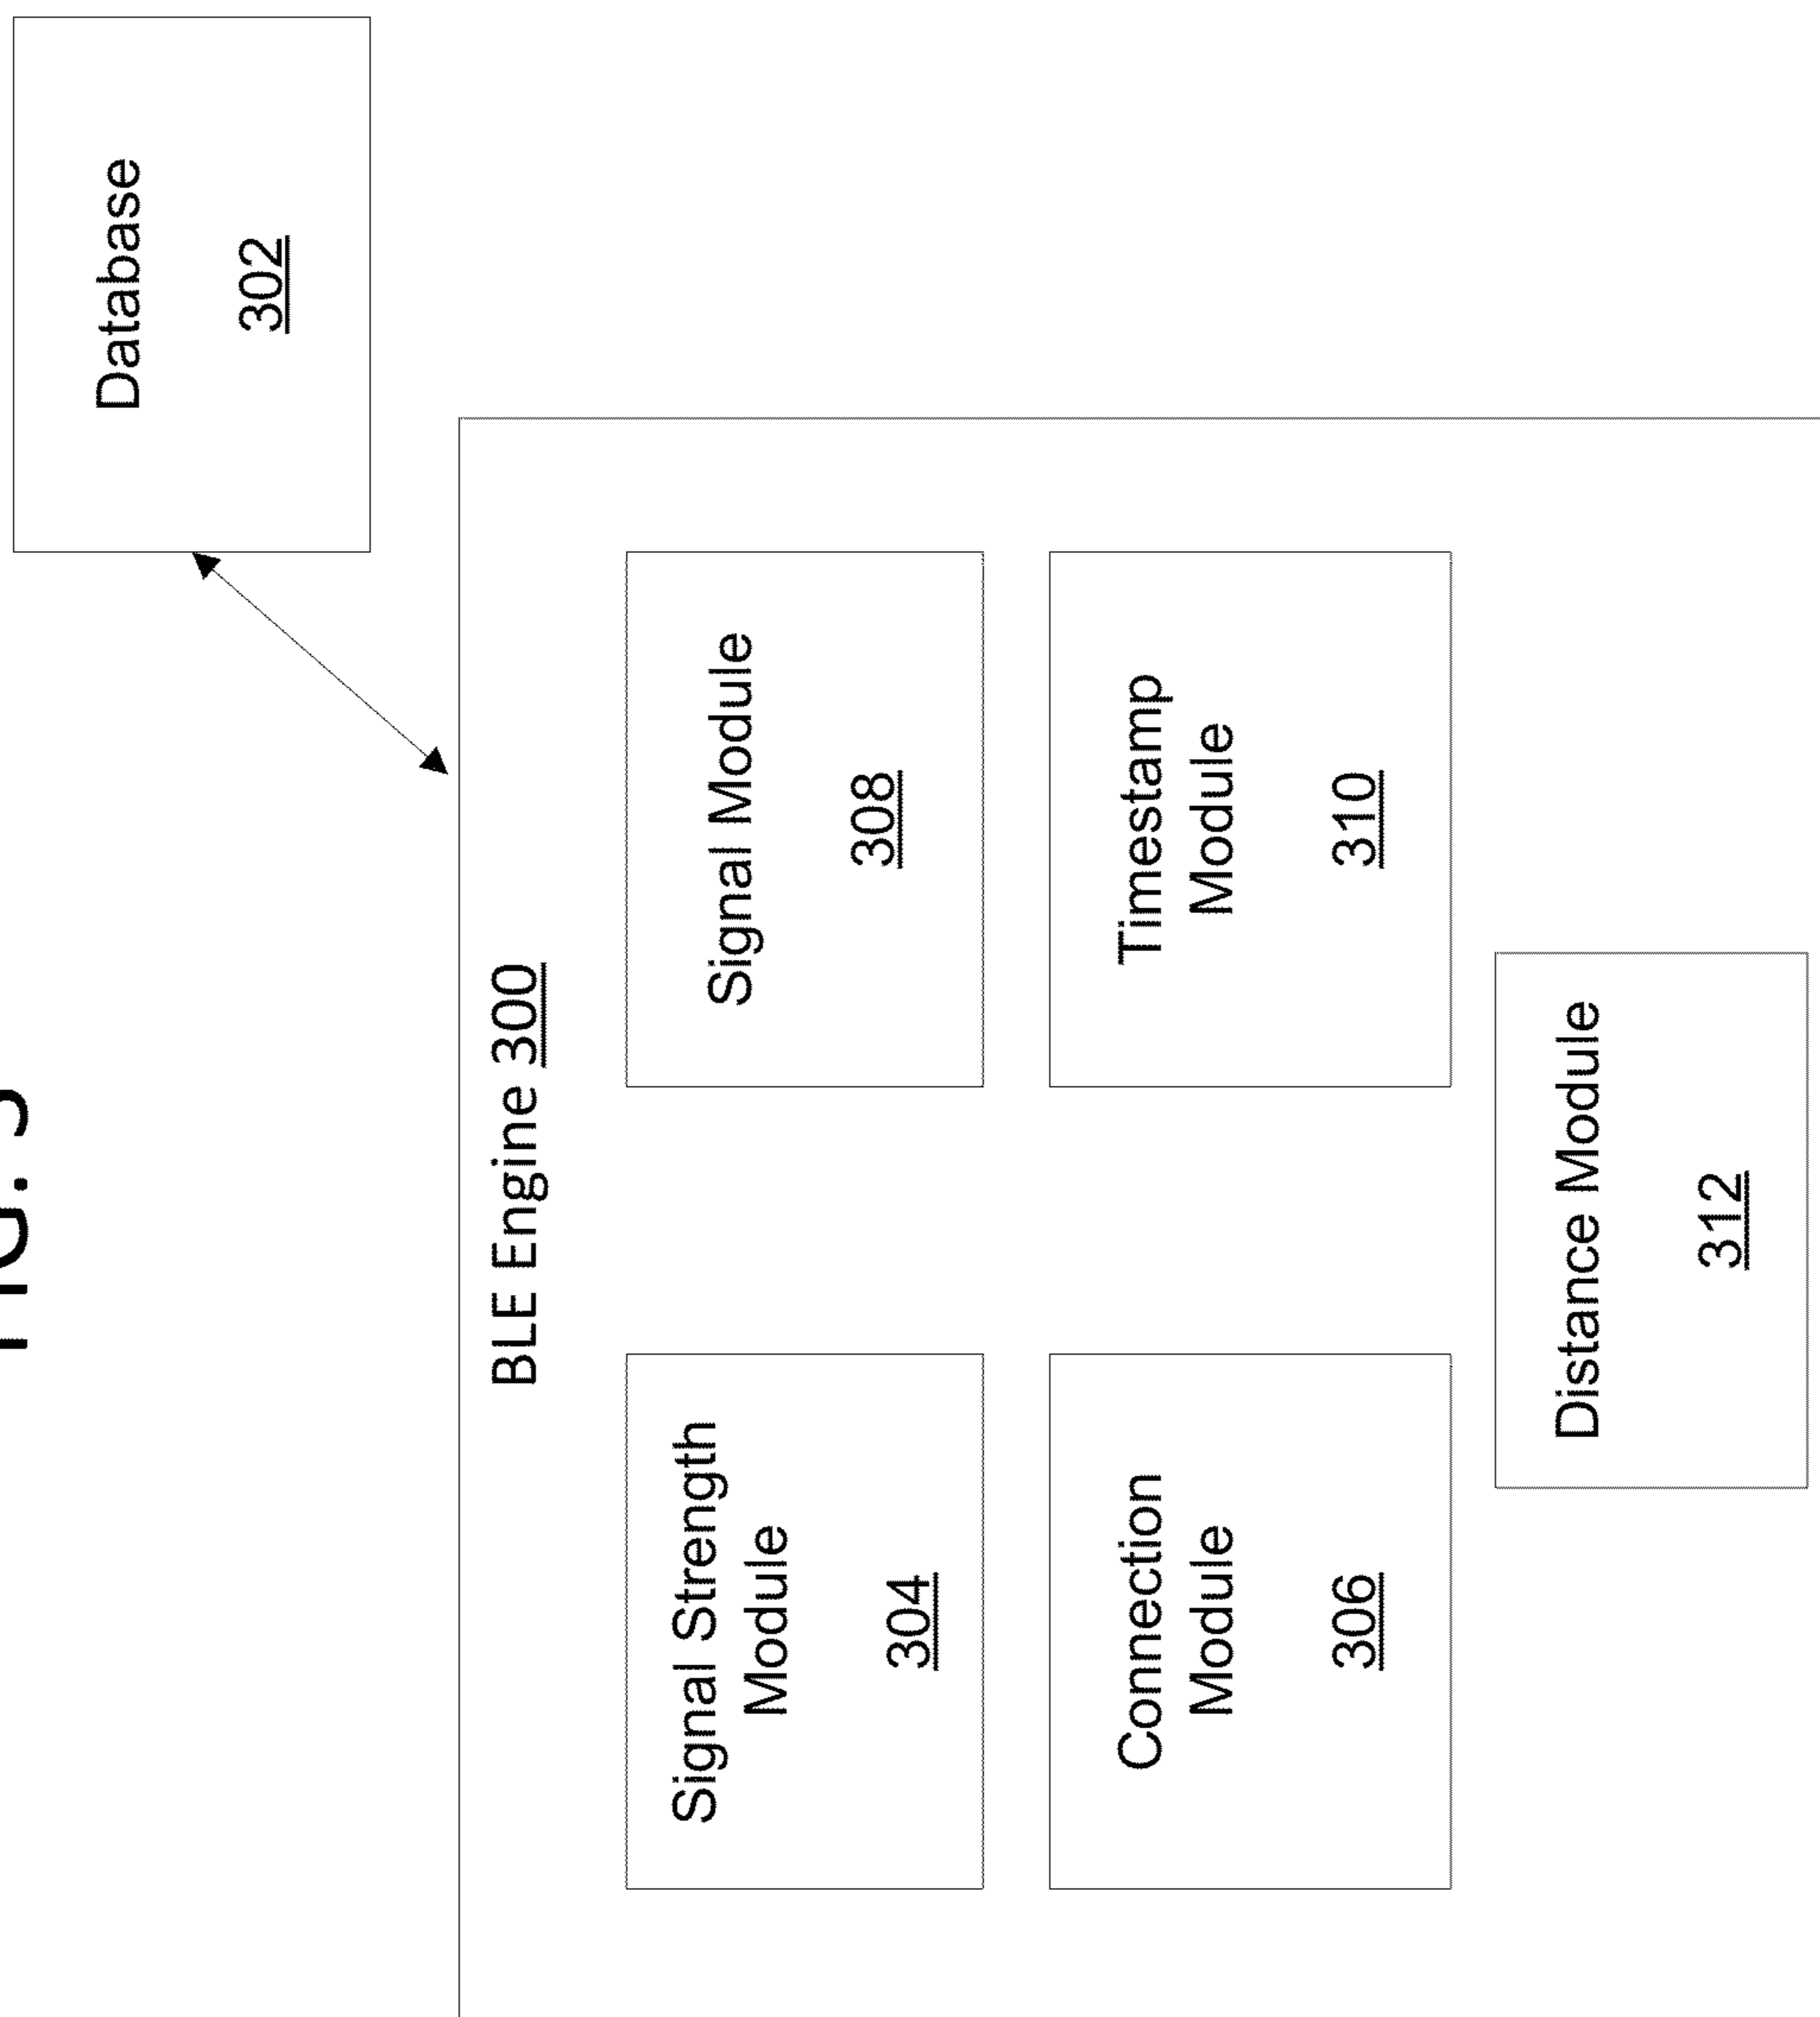 FIG. 3
Database
302
BLE Engine 300
Signal Strength
Module
304
Signal Module
308
Connection
Module
306
Timestamp
Module
310
Distance Module
312